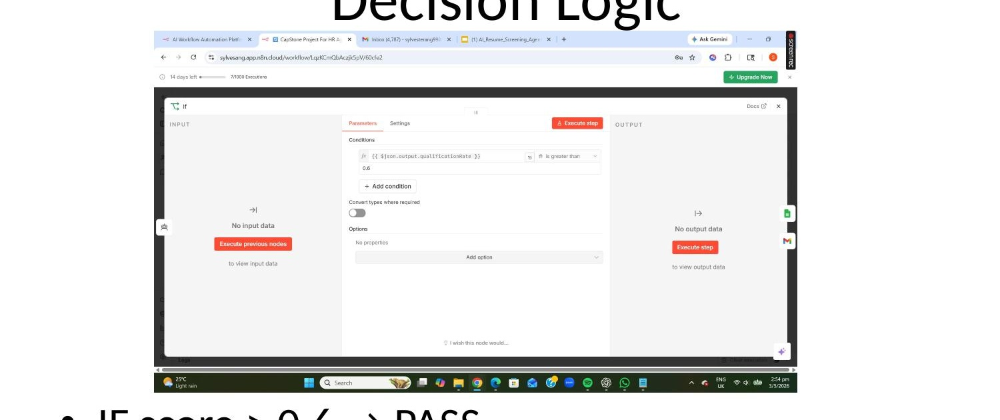 Decision Logic
AI Workflow Automation Platfo
CapStone Project For HR Ag
Inbox (4,787) - sylvesterang998
(1) AI_Resume_Screening_Agen
Ask Gemini
screenrec
sylvesang.app.n8n.cloud/workflow/LqzKCmQbAczjk5pV/60cfe2
S
14 days left
7/1000 Executions
Upgrade Now
If
Docs
INPUT
Parameters
Settings
Execute step
OUTPUT
Conditions
fx {{ $json.output.qualificationRate }}
# is greater than
0.6
+ Add condition
Convert types where required
No input data
Execute previous nodes
to view input data
Options
No properties
Add option
No output data
Execute step
to view output data
I wish this node would...
Logs
Clear execution
25°C
Light rain
Search
ENG
UK
2:54 pm
3/5/2026
• IF score > 0.6 → PASS